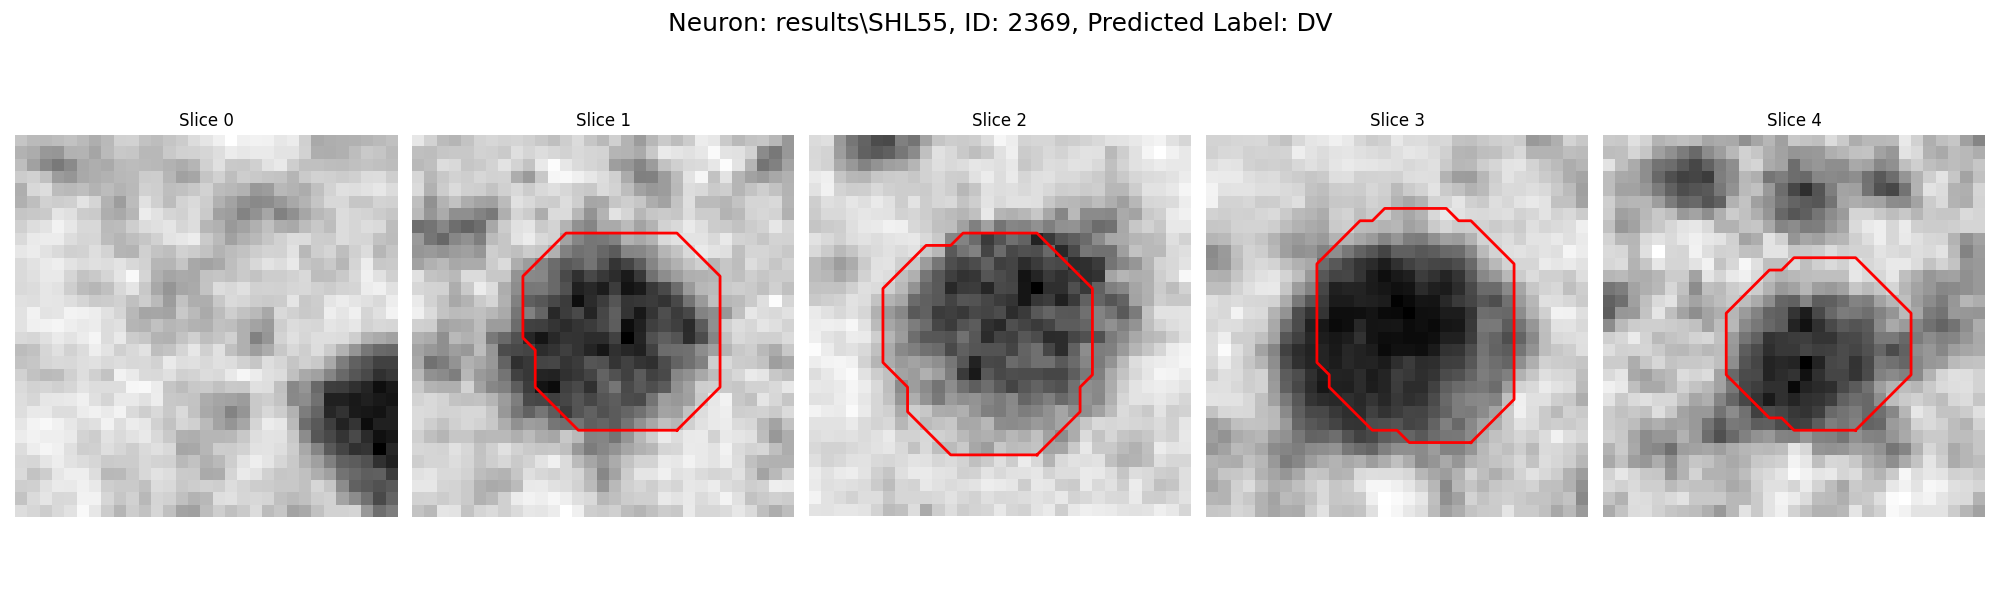 Neuron: results\SHL55, ID: 2369, Predicted Label: DV
Slice 0
Slice 1
Slice 2
Slice 3
Slice 4